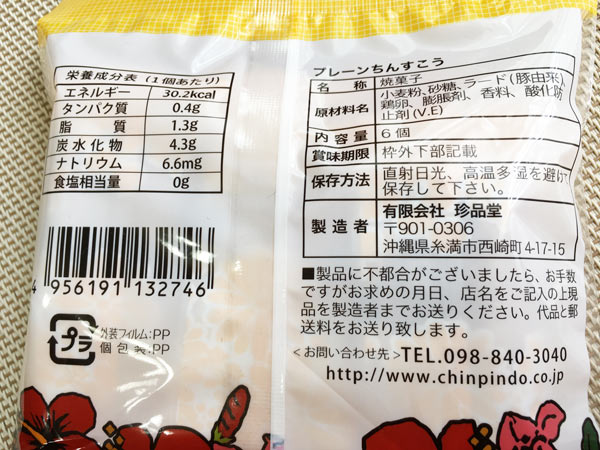 栄養成分表(1個あたり)
エネルギー 30.2kcal
タンパク質 0.4g
脂質 1.3g
炭水化物 4.3g
ナトリウム 6.6mg
食塩相当量 0g
4 956191 132746
プラ
外装フィルム:PP
個包装:PP
プレーンちんすこう
名称 焼菓子
原材料名 小麦粉、砂糖、ラード(豚由来)、
鶏卵、膨脹剤、香料、酸化防
止剤(V.E)
内容量 6個
賞味期限 枠外下部記載
保存方法 直射日光、高温多湿を避けて
保存して下さい。
製造者 有限会社 珍品堂
〒901-0306
沖縄県糸満市西崎町4-17-15
■製品に不都合がございましたら、お手数
ですがお求めの月日、店名をご記入の上現
品を製造者までお送りください。代品と郵
送料をお送り致します。
<お問い合わせ先>TEL.098-840-3040
http://www.chinpindo.co.jp